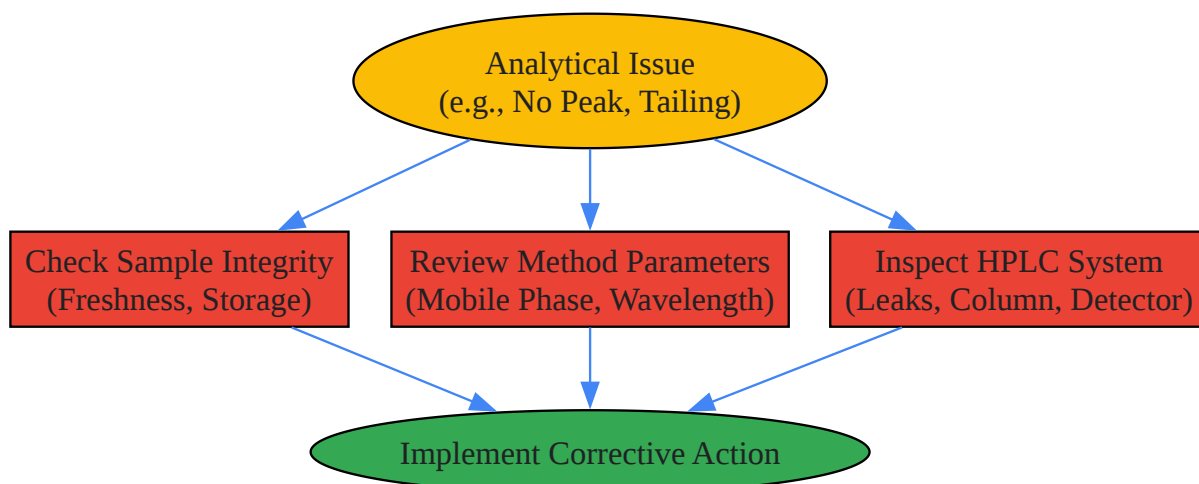 Analytical Issue
(e.g., No Peak, Tailing)
Check Sample Integrity
(Freshness, Storage)
Review Method Parameters
(Mobile Phase, Wavelength)
Inspect HPLC System
(Leaks, Column, Detector)
Implement Corrective Action